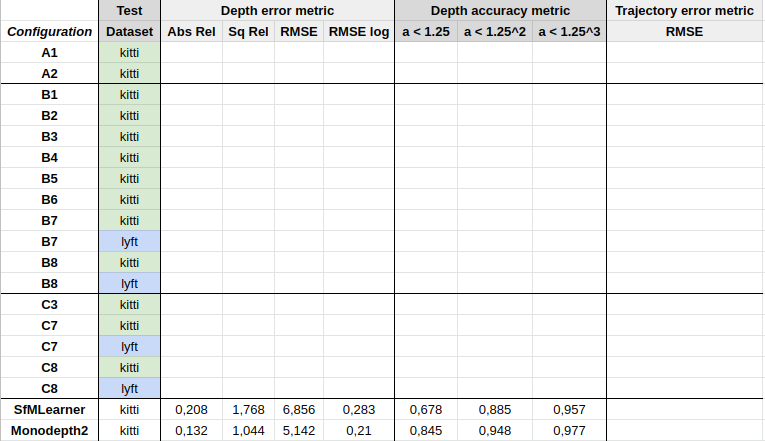 Test Depth error metric Depth accuracy metric Trajectory error metric
Configuration Dataset Abs Rel Sq Rel RMSE RMSE log a < 1.25 a < 1.25^2 a < 1.25^3 RMSE
A1 kitti
A2 kitti
B1 kitti
B2 kitti
B3 kitti
B4 kitti
B5 kitti
B6 kitti
B7 kitti
B7 lyft
B8 kitti
B8 lyft
C3 kitti
C7 kitti
C7 lyft
C8 kitti
C8 lyft
SfMLearner kitti 0,208 1,768 6,856 0,283 0,678 0,885 0,957
Monodepth2 kitti 0,132 1,044 5,142 0,21 0,845 0,948 0,977